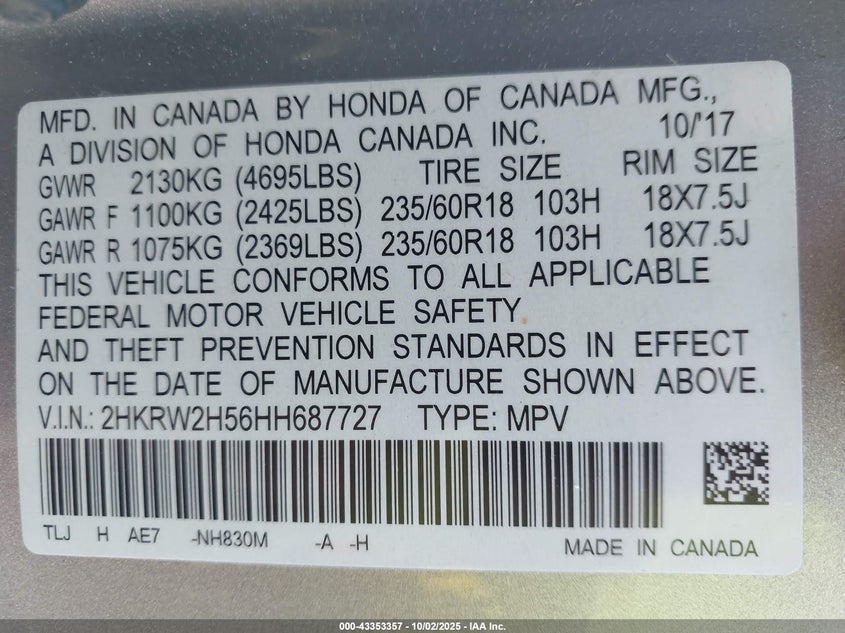 MFD. IN CANADA BY HONDA OF CANADA MFG.,
A DIVISION OF HONDA CANADA INC. 10/'17
GVWR 2130KG (4695LBS) TIRE SIZE RIM SIZE
GAWR F 1100KG (2425LBS) 235/60R18 103H 18X7.5J
GAWR R 1075KG (2369LBS) 235/60R18 103H 18X7.5J
THIS VEHICLE CONFORMS TO ALL APPLICABLE
FEDERAL MOTOR VEHICLE SAFETY
AND THEFT PREVENTION STANDARDS IN EFFECT
ON THE DATE OF MANUFACTURE SHOWN ABOVE.
V.I.N.: 2HKRW2H56HH687727 TYPE: MPV
TLJ H AE7 -NH830M -A -H
MADE IN CANADA
000-43353357 - 10/02/2025 - IAA Inc.